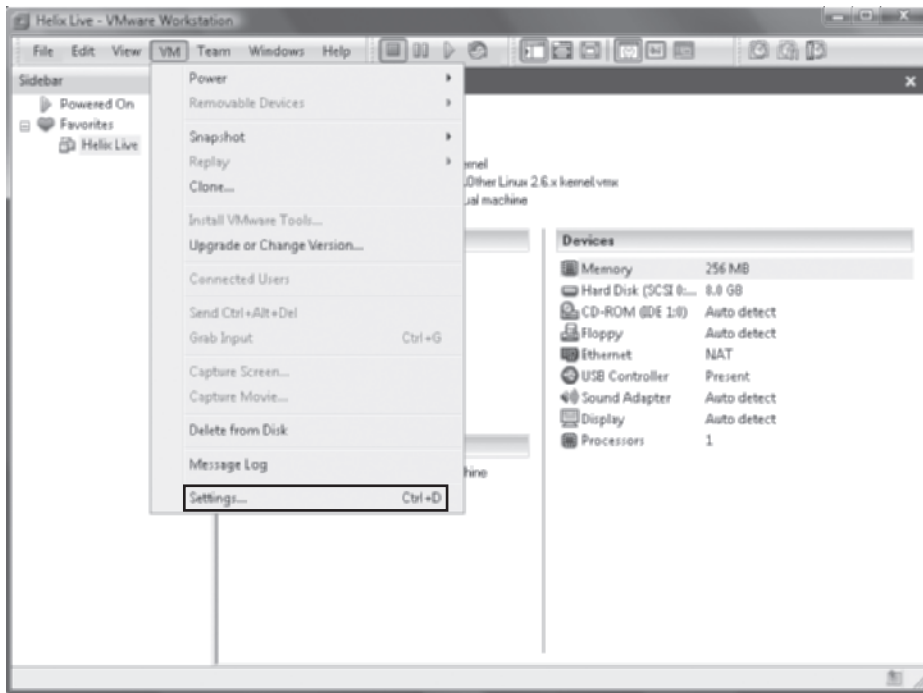 Helix Live - VMware Workstation
File Edit View VM Team Windows Help
Sidebar
Powered On
Favorites
Helix Live
Power
Removable Devices
Snapshot
Replay
Clone...
Install VMware Tools...
Upgrade or Change Version...
Connected Users
Send Ctrl+Alt+Del
Grab Input Ctrl+G
Capture Screen...
Capture Movie...
Delete from Disk
Message Log
Settings... Ctrl+D
ernel
Other Linux 2.6.x kernel.vmx
ual machine
hine
Devices
Memory 256 MB
Hard Disk (SCSI 0:... 8.0 GB
CD-ROM (IDE 1:0) Auto detect
Floppy Auto detect
Ethernet NAT
USB Controller Present
Sound Adapter Auto detect
Display Auto detect
Processors 1